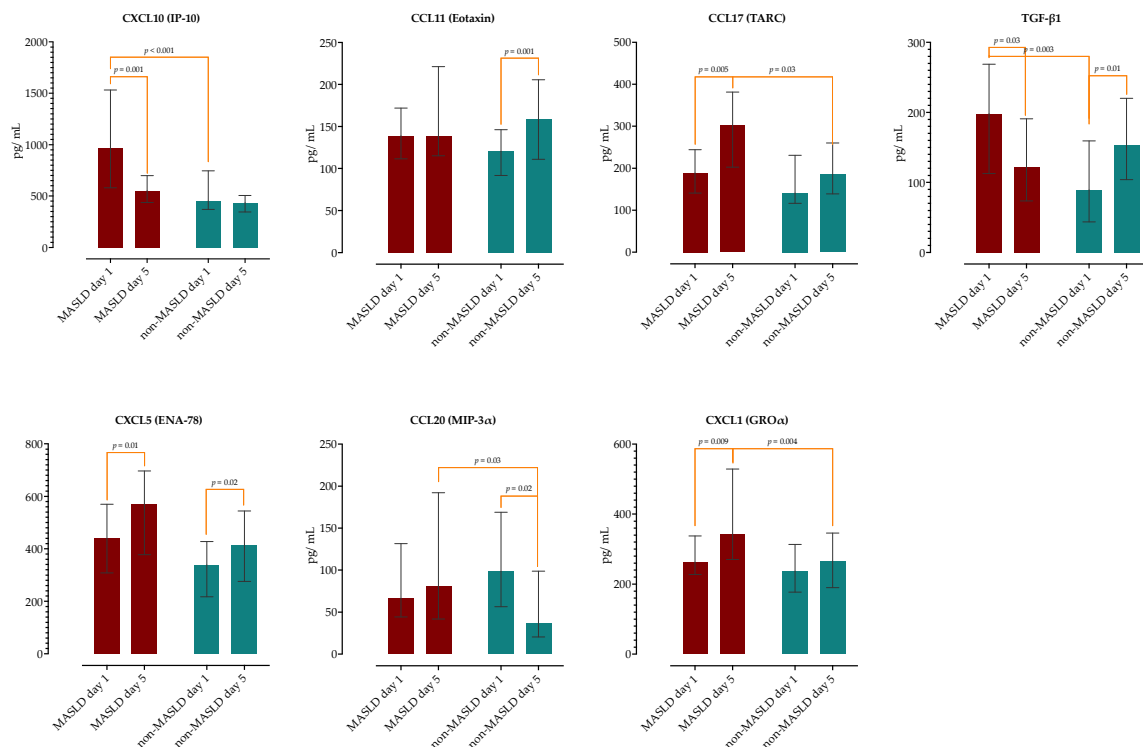 CXCL10 (IP-10)
CCL11 (Eotaxin)
CCL17 (TARC)
TGF-β1
2000
1500
1000
500
0
pg/ mL
p < 0.001
p = 0.001
MASLD day 1
MASLD day 5
non-MASLD day 1
non-MASLD day 5
250
200
150
100
50
0
pg/ mL
p = 0.001
MASLD day 1
MASLD day 5
non-MASLD day 1
non-MASLD day 5
500
400
300
200
100
0
pg/ mL
p = 0.005
p = 0.03
MASLD day 1
MASLD day 5
non-MASLD day 1
non-MASLD day 5
300
200
100
0
pg/ mL
p = 0.03
p = 0.003
p = 0.01
MASLD day 1
MASLD day 5
non-MASLD day 1
non-MASLD day 5
CXCL5 (ENA-78)
CCL20 (MIP-3α)
CXCL1 (GROα)
800
600
400
200
0
pg/ mL
p = 0.01
p = 0.02
MASLD day 1
MASLD day 5
non-MASLD day 1
non-MASLD day 5
250
200
150
100
50
0
pg/ mL
p = 0.03
p = 0.02
MASLD day 1
MASLD day 5
non-MASLD day 1
non-MASLD day 5
600
400
200
0
pg/ mL
p = 0.009
p = 0.004
MASLD day 1
MASLD day 5
non-MASLD day 1
non-MASLD day 5